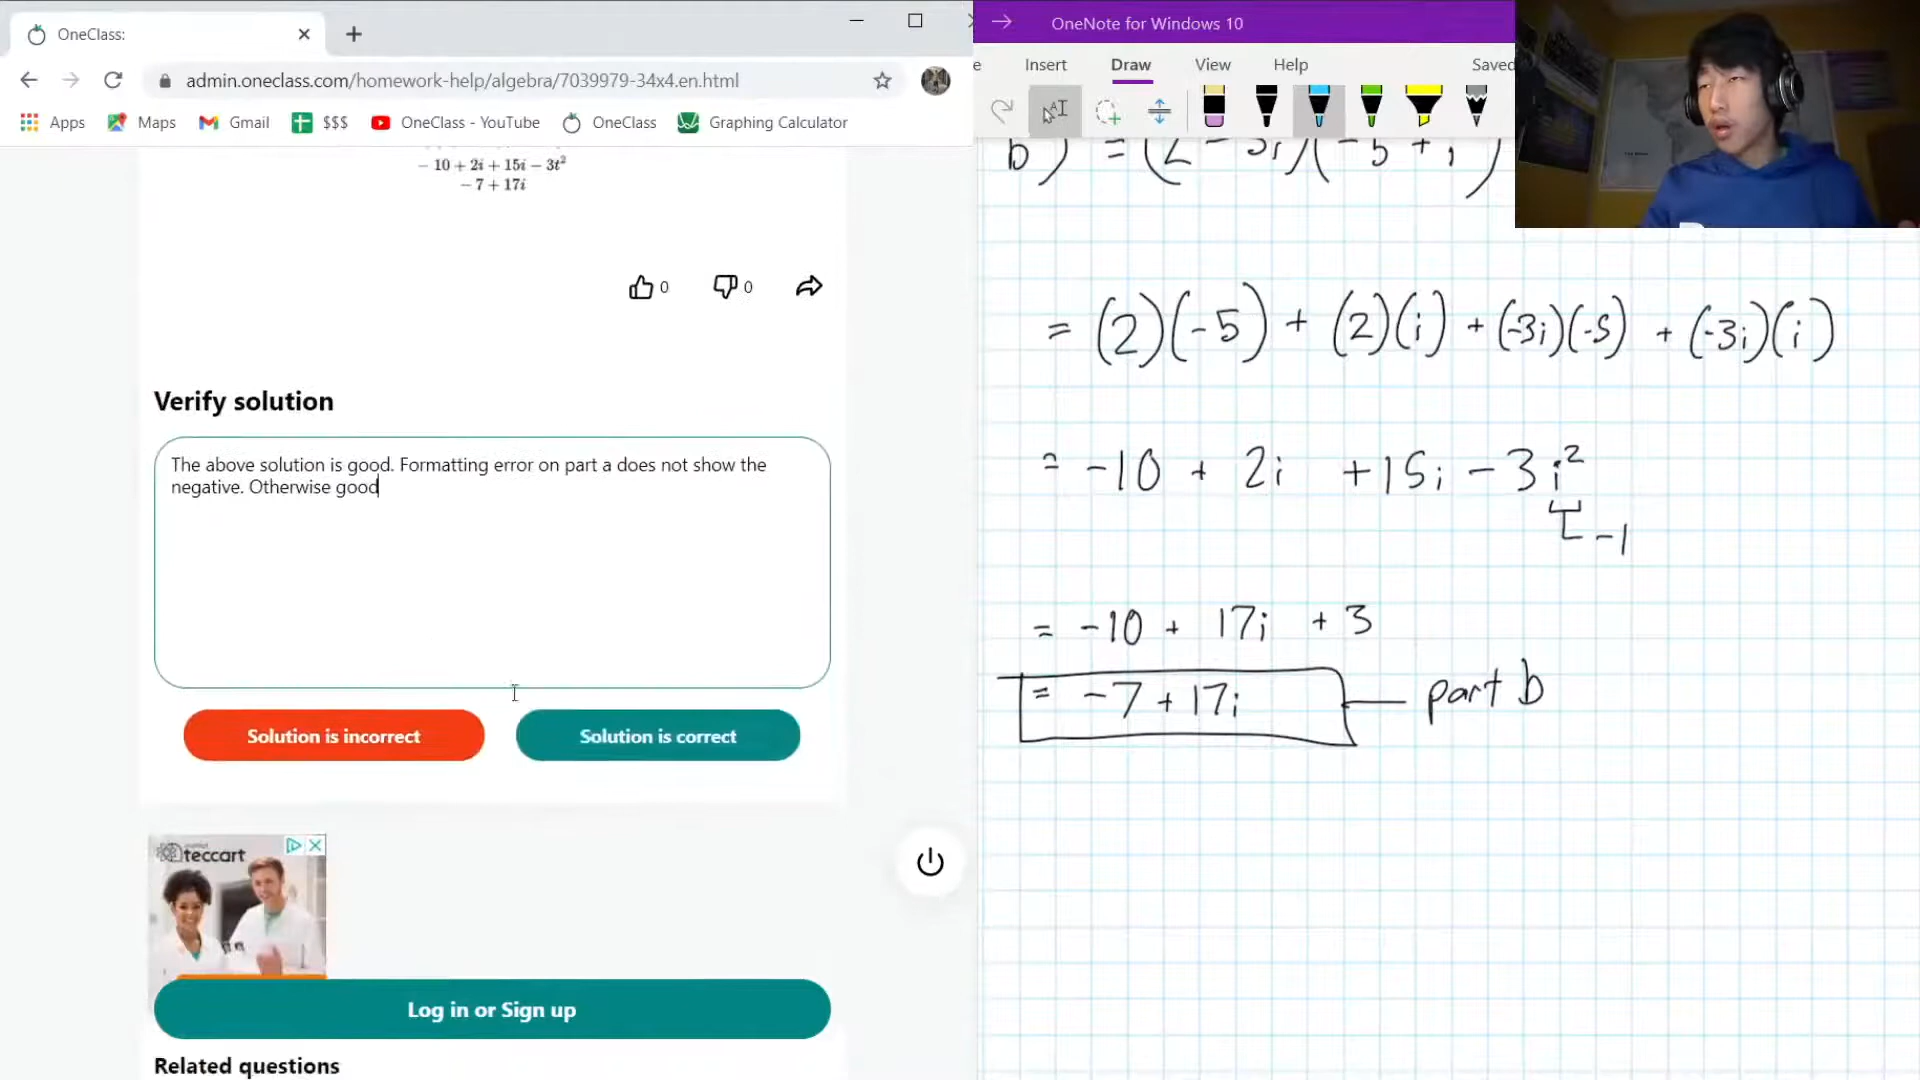 OneClass:
admin.oneclass.com/homework-help/algebra/7039979-34x4.en.html
Apps Maps Gmail $$$ OneClass - YouTube OneClass Graphing Calculator
− 10 + 2i + 15i − 3t²
− 7 + 17i
0 0
Verify solution
The above solution is good. Formatting error on part a does not show the
negative. Otherwise good
Solution is incorrect Solution is correct
teccart
Log in or Sign up
Related questions
OneNote for Windows 10
Insert Draw View Help Saved
b) = (2 - 3i)(-5 + i)
= (2)(-5) + (2)(i) + (-3i)(-5) + (-3i)(i)
= -10 + 2i + 15i - 3i²
-1
= -10 + 17i + 3
= -7 + 17i — part b